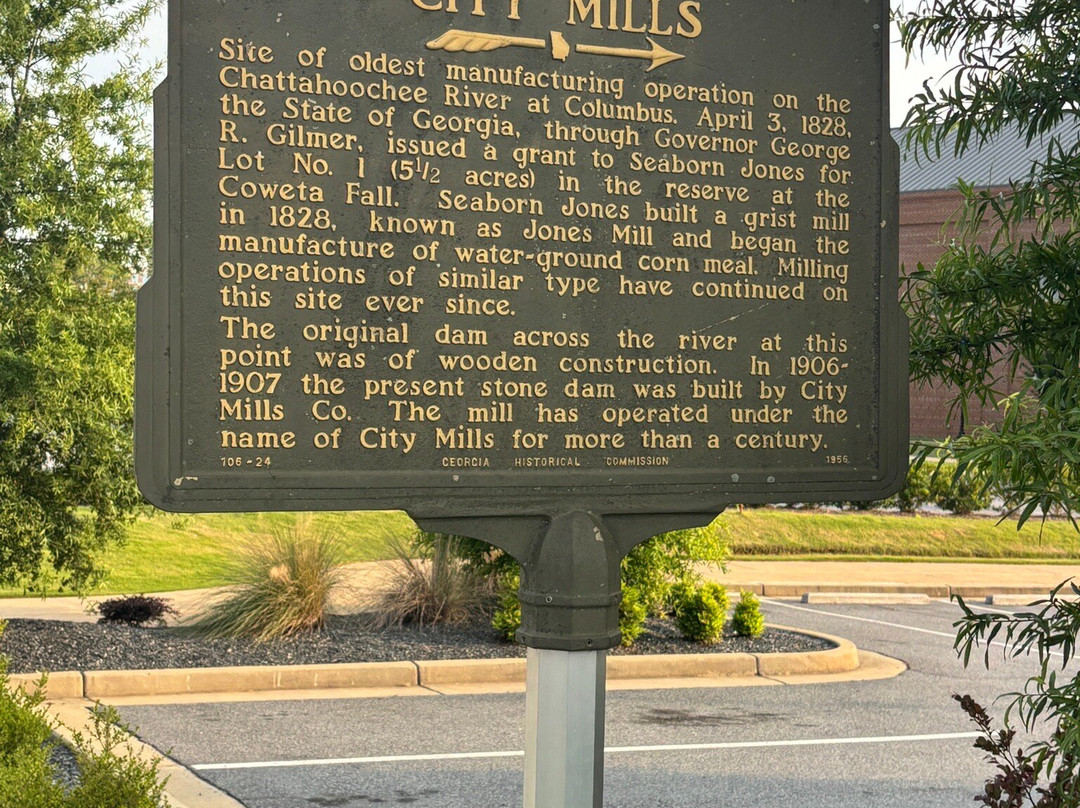 CITY MILLS
Site of oldest manufacturing operation on the
Chattahoochee River at Columbus. April 3, 1828,
the State of Georgia, through Governor George
R. Gilmer, issued a grant to Seaborn Jones for
Lot No. 1 (5½ acres) in the reserve at the
Coweta Fall. Seaborn Jones built a grist mill
in 1828, known as Jones Mill and began the
manufacture of water-ground corn meal. Milling
operations of similar type have continued on
this site ever since.
The original dam across the river at this
point was of wooden construction. In 1906-
1907 the present stone dam was built by City
Mills Co. The mill has operated under the
name of City Mills for more than a century.
106-24 GEORGIA HISTORICAL COMMISSION 1956